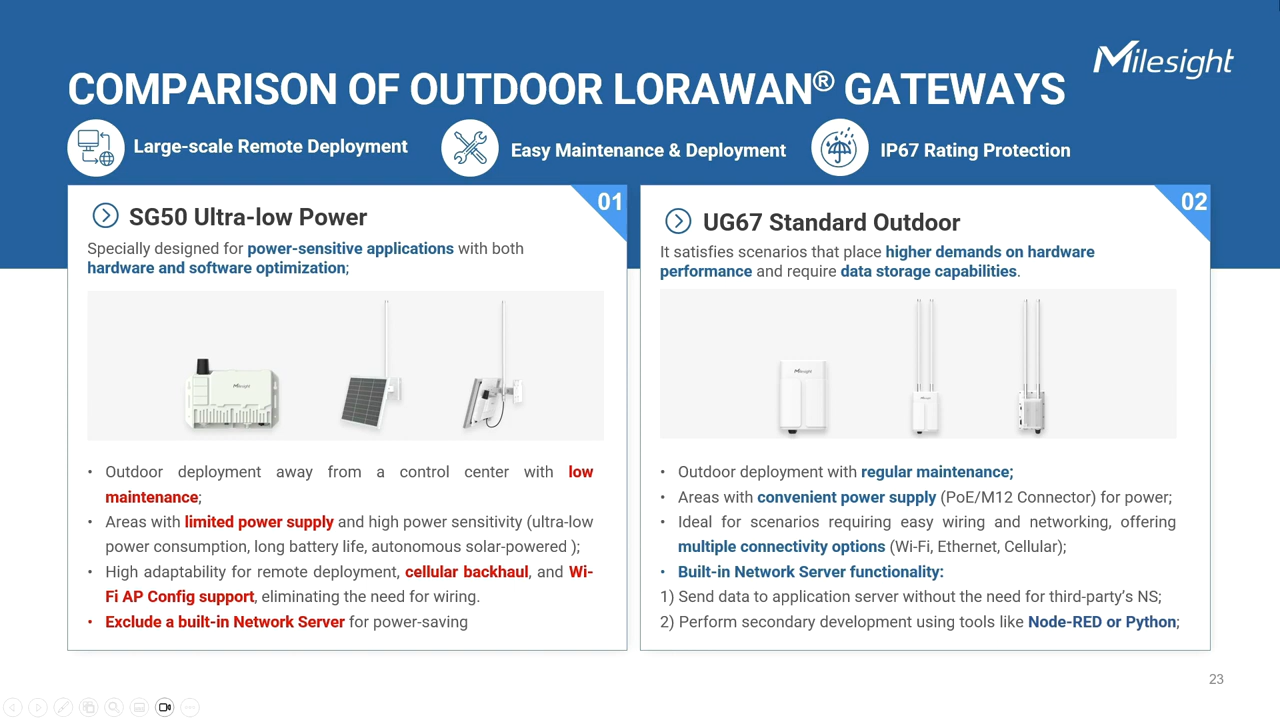 Milesight
COMPARISON OF OUTDOOR LORAWAN® GATEWAYS
Large-scale Remote Deployment
Easy Maintenance & Deployment
IP67 Rating Protection
01
SG50 Ultra-low Power
Specially designed for power-sensitive applications with both
hardware and software optimization;
Milesight
• Outdoor deployment away from a control center with low
maintenance;
• Areas with limited power supply and high power sensitivity (ultra-low
power consumption, long battery life, autonomous solar-powered );
• High adaptability for remote deployment, cellular backhaul, and Wi-
Fi AP Config support, eliminating the need for wiring.
• Exclude a built-in Network Server for power-saving
02
UG67 Standard Outdoor
It satisfies scenarios that place higher demands on hardware
performance and require data storage capabilities.
Milesight
• Outdoor deployment with regular maintenance;
• Areas with convenient power supply (PoE/M12 Connector) for power;
• Ideal for scenarios requiring easy wiring and networking, offering
multiple connectivity options (Wi-Fi, Ethernet, Cellular);
• Built-in Network Server functionality:
1) Send data to application server without the need for third-party’s NS;
2) Perform secondary development using tools like Node-RED or Python;
23